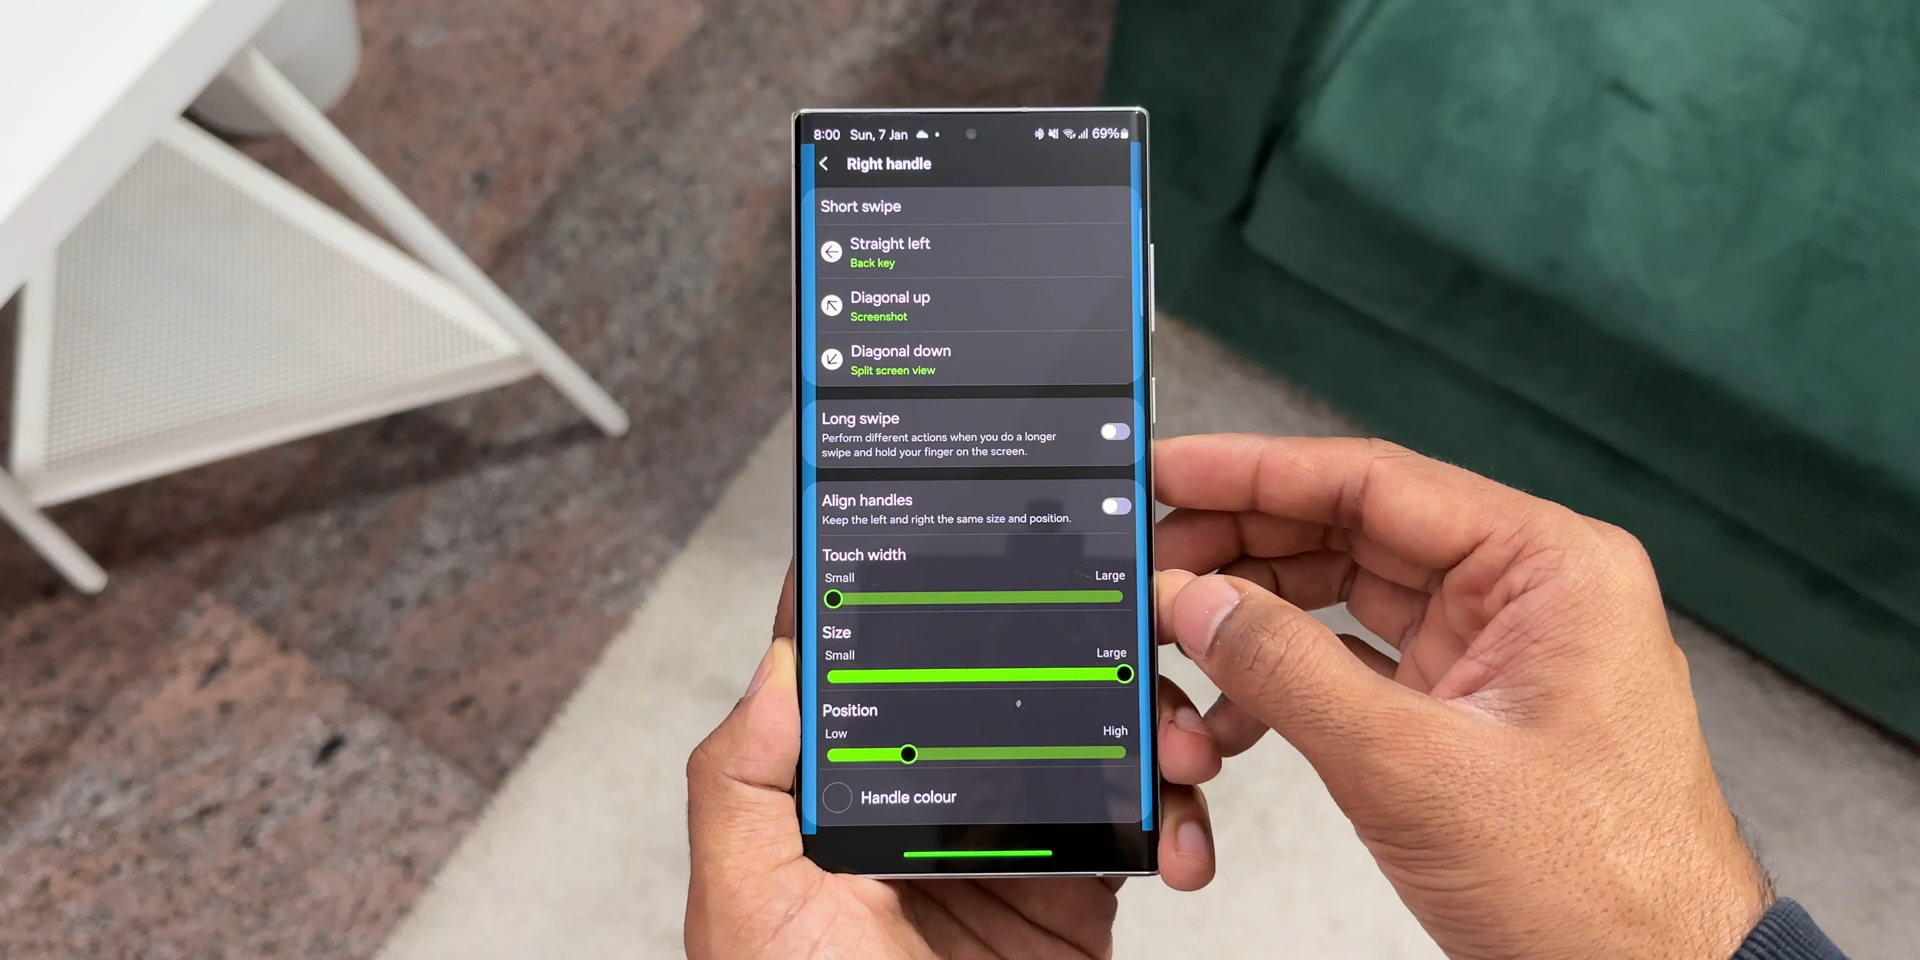 8:00 Sun, 7 Jan 69%
Right handle
Short swipe
Straight left
Back key
Diagonal up
Screenshot
Diagonal down
Split screen view
Long swipe
Perform different actions when you do a longer
swipe and hold your finger on the screen.
Align handles
Keep the left and right the same size and position.
Touch width
Small Large
Size
Small Large
Position
Low High
Handle colour